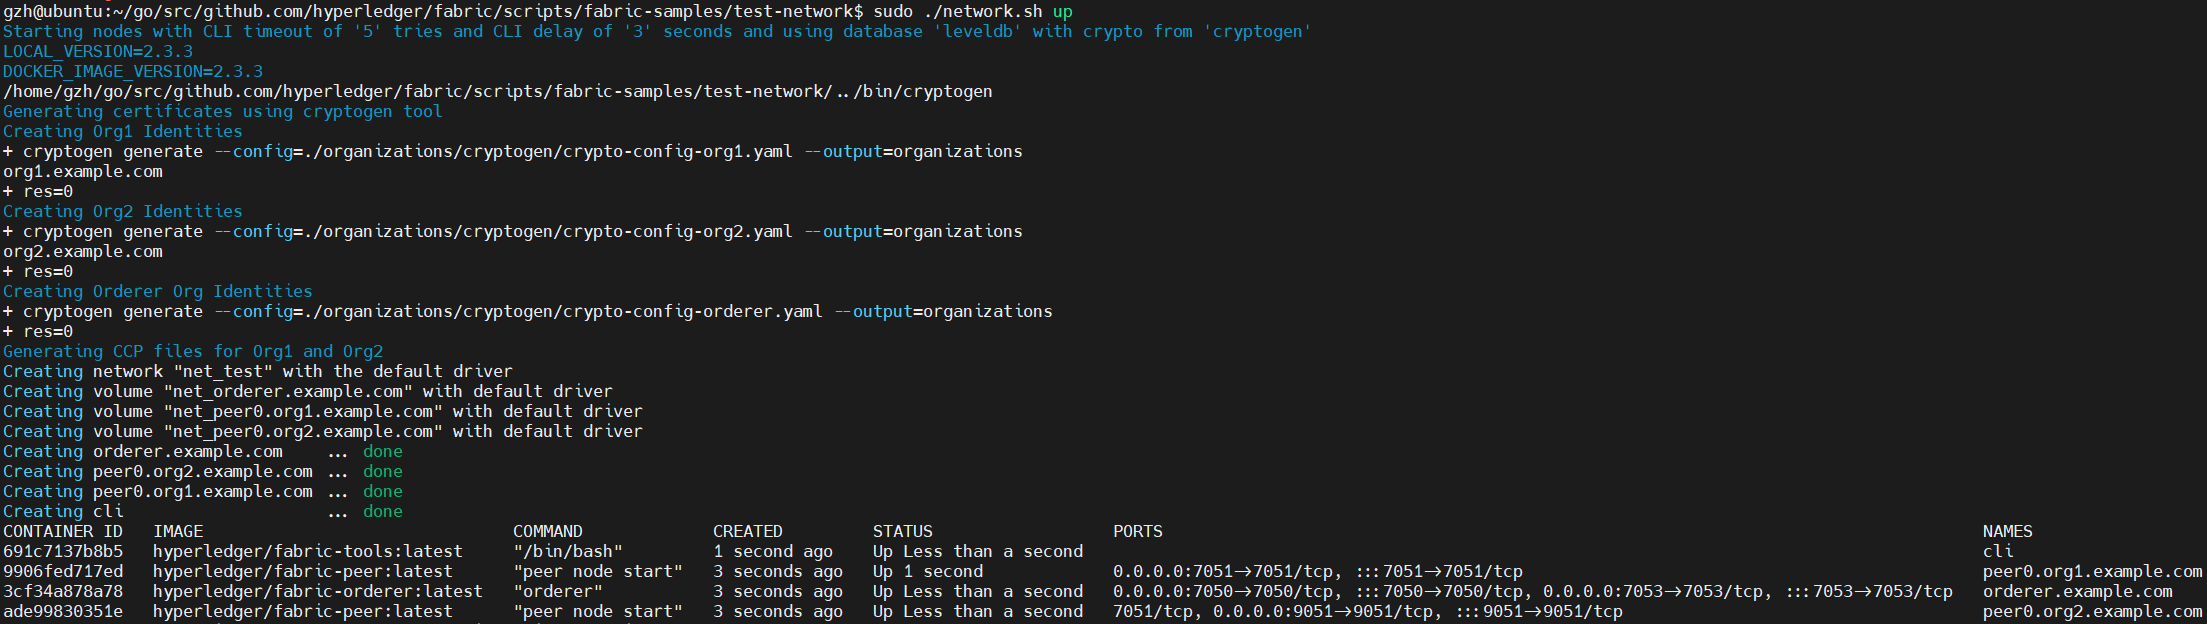 gzh@ubuntu:~/go/src/github.com/hyperledger/fabric/scripts/fabric-samples/test-network$ sudo ./network.sh up
Starting nodes with CLI timeout of '5' tries and CLI delay of '3' seconds and using database 'leveldb' with crypto from 'cryptogen'
LOCAL_VERSION=2.3.3
DOCKER_IMAGE_VERSION=2.3.3
/home/gzh/go/src/github.com/hyperledger/fabric/scripts/fabric-samples/test-network/../bin/cryptogen
Generating certificates using cryptogen tool
Creating Org1 Identities
+ cryptogen generate --config=./organizations/cryptogen/crypto-config-org1.yaml --output=organizations
org1.example.com
+ res=0
Creating Org2 Identities
+ cryptogen generate --config=./organizations/cryptogen/crypto-config-org2.yaml --output=organizations
org2.example.com
+ res=0
Creating Orderer Org Identities
+ cryptogen generate --config=./organizations/cryptogen/crypto-config-orderer.yaml --output=organizations
+ res=0
Generating CCP files for Org1 and Org2
Creating network "net_test" with the default driver
Creating volume "net_orderer.example.com" with default driver
Creating volume "net_peer0.org1.example.com" with default driver
Creating volume "net_peer0.org2.example.com" with default driver
Creating orderer.example.com    ... done
Creating peer0.org2.example.com ... done
Creating peer0.org1.example.com ... done
Creating cli                    ... done
CONTAINER ID   IMAGE                               COMMAND             CREATED         STATUS                  PORTS                                                                                  NAMES
691c7137b8b5   hyperledger/fabric-tools:latest     "/bin/bash"         1 second ago    Up Less than a second                                                                                          cli
9906fed717ed   hyperledger/fabric-peer:latest      "peer node start"   3 seconds ago   Up 1 second             0.0.0.0:7051->7051/tcp, :::7051->7051/tcp                                              peer0.org1.example.com
3cf34a878a78   hyperledger/fabric-orderer:latest   "orderer"           3 seconds ago   Up Less than a second   0.0.0.0:7050->7050/tcp, :::7050->7050/tcp, 0.0.0.0:7053->7053/tcp, :::7053->7053/tcp   orderer.example.com
ade99830351e   hyperledger/fabric-peer:latest      "peer node start"   3 seconds ago   Up Less than a second   7051/tcp, 0.0.0.0:9051->9051/tcp, :::9051->9051/tcp                                    peer0.org2.example.com